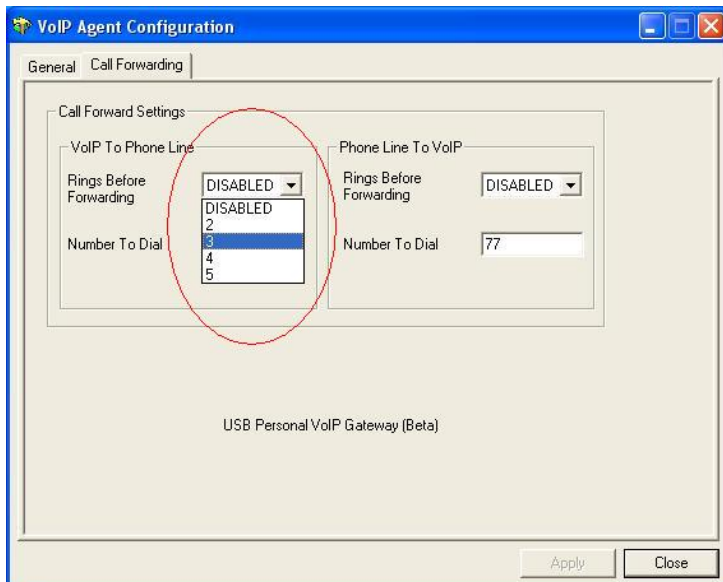 VoIP Agent Configuration
General
Call Forwarding
Call Forward Settings
VoIP To Phone Line
Rings Before
Forwarding
DISABLED
DISABLED
2
3
4
5
Number To Dial
Phone Line To VoIP
Rings Before
Forwarding
DISABLED
Number To Dial
77
USB Personal VoIP Gateway (Beta)
Apply
Close